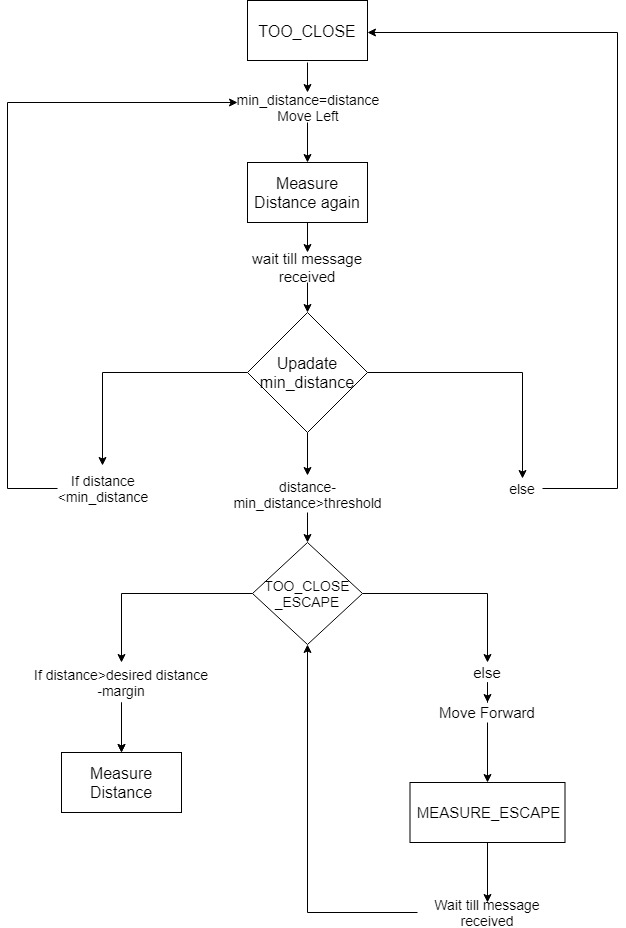 TOO_CLOSE
min_distance=distance
Move Left
Measure
Distance again
wait till message
received
Upadate
min_distance
If distance
<min_distance
distance-
min_distance>threshold
else
TOO_CLOSE
_ESCAPE
If distance>desired distance
-margin
else
Move Forward
Measure
Distance
MEASURE_ESCAPE
Wait till message
received